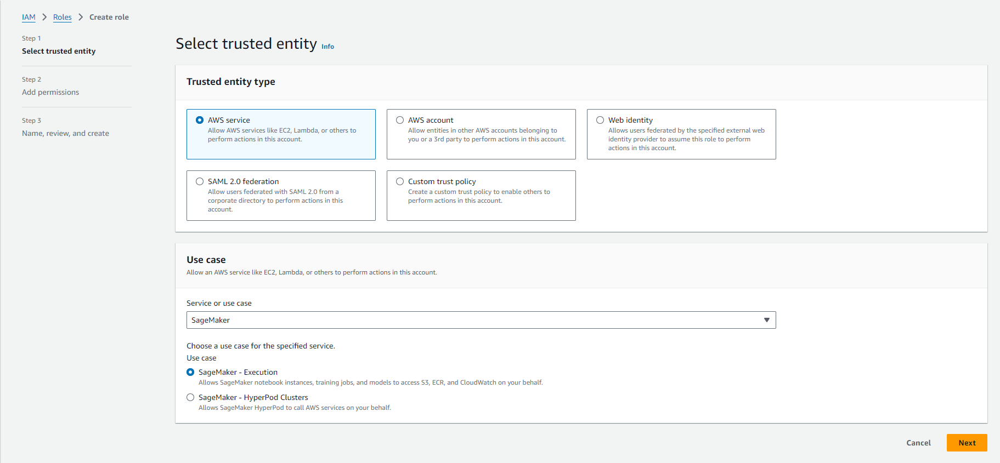 IAM > Roles > Create role
Step 1
Select trusted entity
Step 2
Add permissions
Step 3
Name, review, and create
Select trusted entity Info
Trusted entity type
AWS service
Allow AWS services like EC2, Lambda, or others to
perform actions in this account.
AWS account
Allow entities in other AWS accounts belonging to
you or a 3rd party to perform actions in this account.
Web identity
Allows users federated by the specified external web
identity provider to assume this role to perform
actions in this account.
SAML 2.0 federation
Allow users federated with SAML 2.0 from a
corporate directory to perform actions in this
account.
Custom trust policy
Create a custom trust policy to enable others to
perform actions in this account.
Use case
Allow an AWS service like EC2, Lambda, or others to perform actions in this account.
Service or use case
SageMaker
Choose a use case for the specified service.
Use case
SageMaker - Execution
Allows SageMaker notebook instances, training jobs, and models to access S3, ECR, and CloudWatch on your behalf.
SageMaker - HyperPod Clusters
Allows SageMaker HyperPod to call AWS services on your behalf.
Cancel
Next